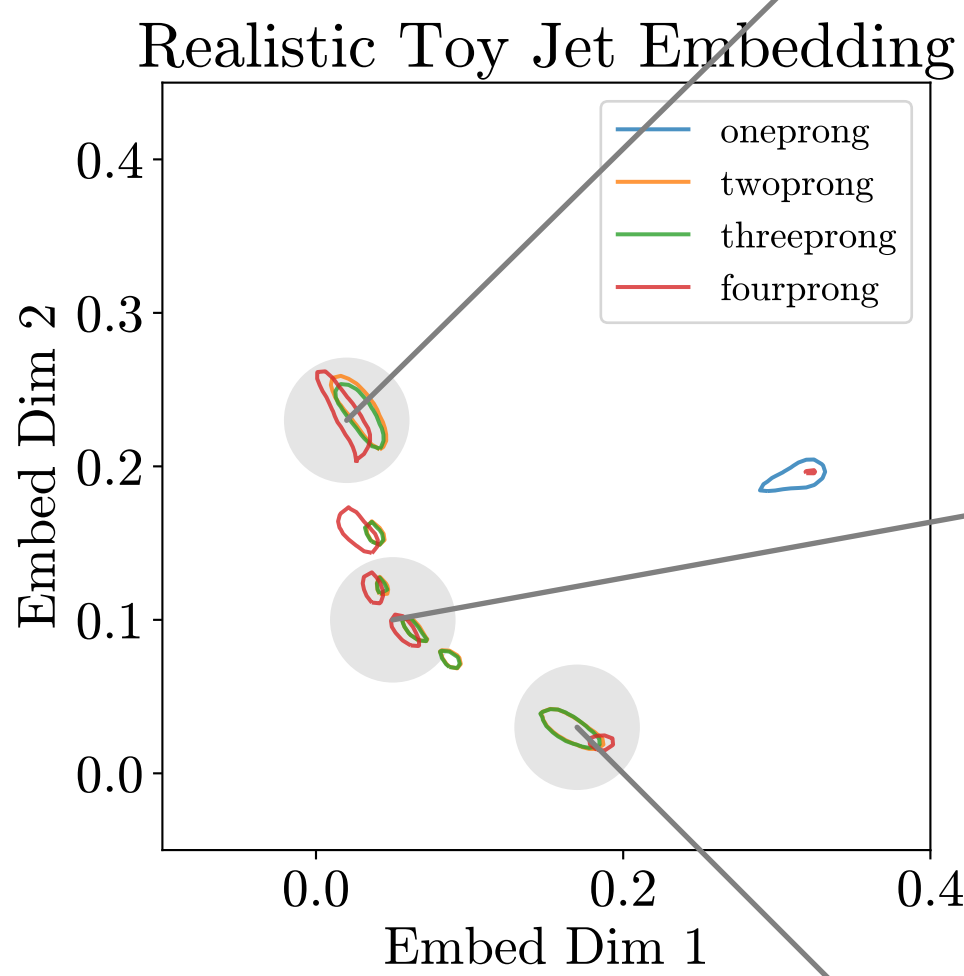 Realistic Toy Jet Embedding
oneprong
twoprong
threeprong
fourprong
0.4
0.3
0.2
0.1
0.0
Embed Dim 2
0.0
0.2
0.4
Embed Dim 1